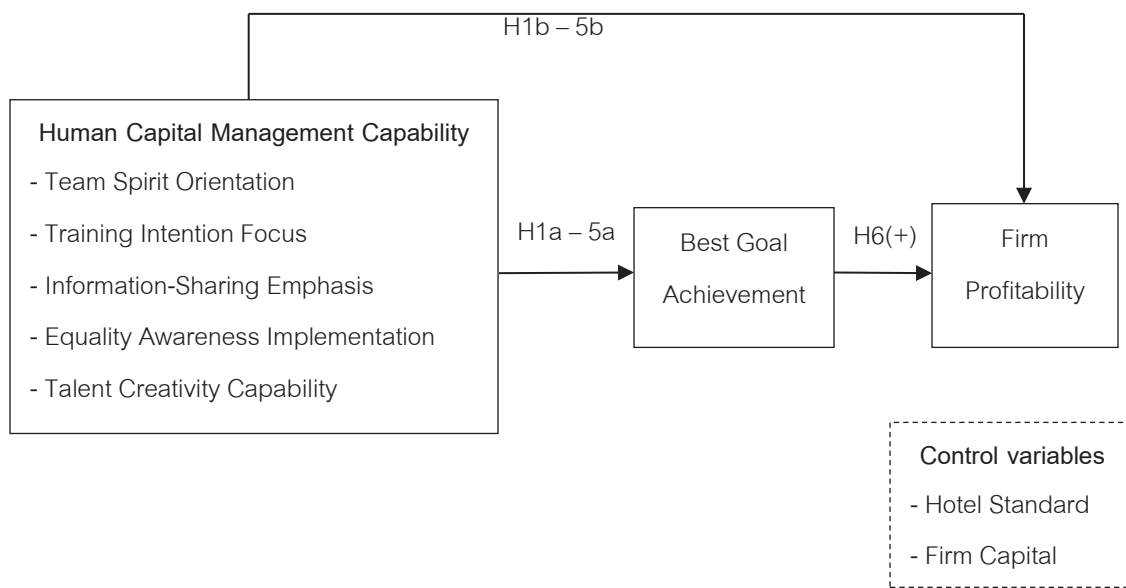 H1b – 5b
Human Capital Management Capability
- Team Spirit Orientation
- Training Intention Focus
- Information-Sharing Emphasis
- Equality Awareness Implementation
- Talent Creativity Capability
H1a – 5a
Best Goal
Achievement
H6(+)
Firm
Profitability
Control variables
- Hotel Standard
- Firm Capital